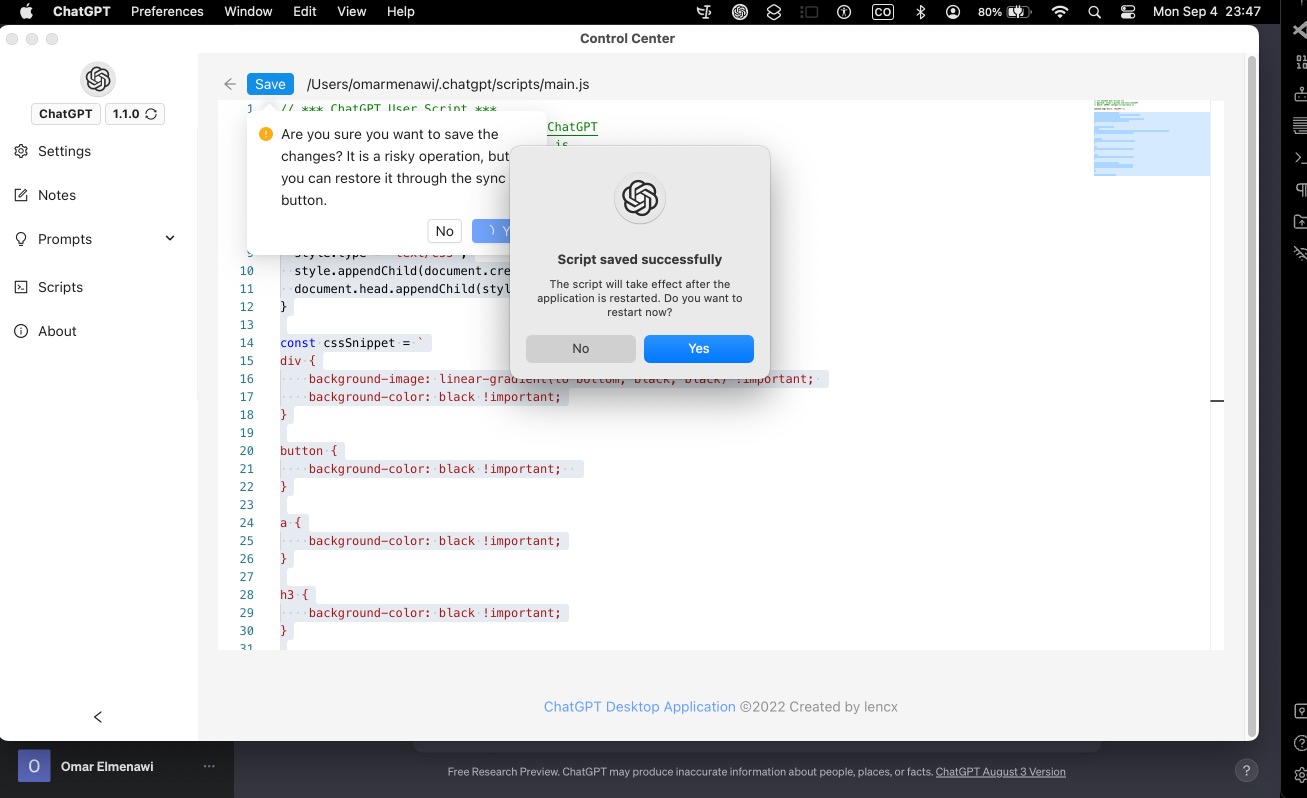 ChatGPT Preferences Window Edit View Help 80% Mon Sep 4 23:47
Control Center
ChatGPT 1.1.0
Settings
Notes
Prompts
Scripts
About
Save /Users/omarmenawi/.chatgpt/scripts/main.js
1 // *** ChatGPT User Script ***
ChatGPT
is
Are you sure you want to save the
changes? It is a risky operation, but
you can restore it through the sync
button.
No
Script saved successfully
The script will take effect after the
application is restarted. Do you want to
restart now?
No Yes
9 style.type = "text/css";
10 style.appendChild(document.cre
11 document.head.appendChild(styl
12 }
13
14 const cssSnippet = `
15 div {
16 background-image: linear-gradient(to bottom, black, black) !important;
17 background-color: black !important;
18 }
19
20 button {
21 background-color: black !important;
22 }
23
24 a {
25 background-color: black !important;
26 }
27
28 h3 {
29 background-color: black !important;
30 }
31
ChatGPT Desktop Application ©2022 Created by lencx
O Omar Elmenawi ...
Free Research Preview. ChatGPT may produce inaccurate information about people, places, or facts. ChatGPT August 3 Version
?